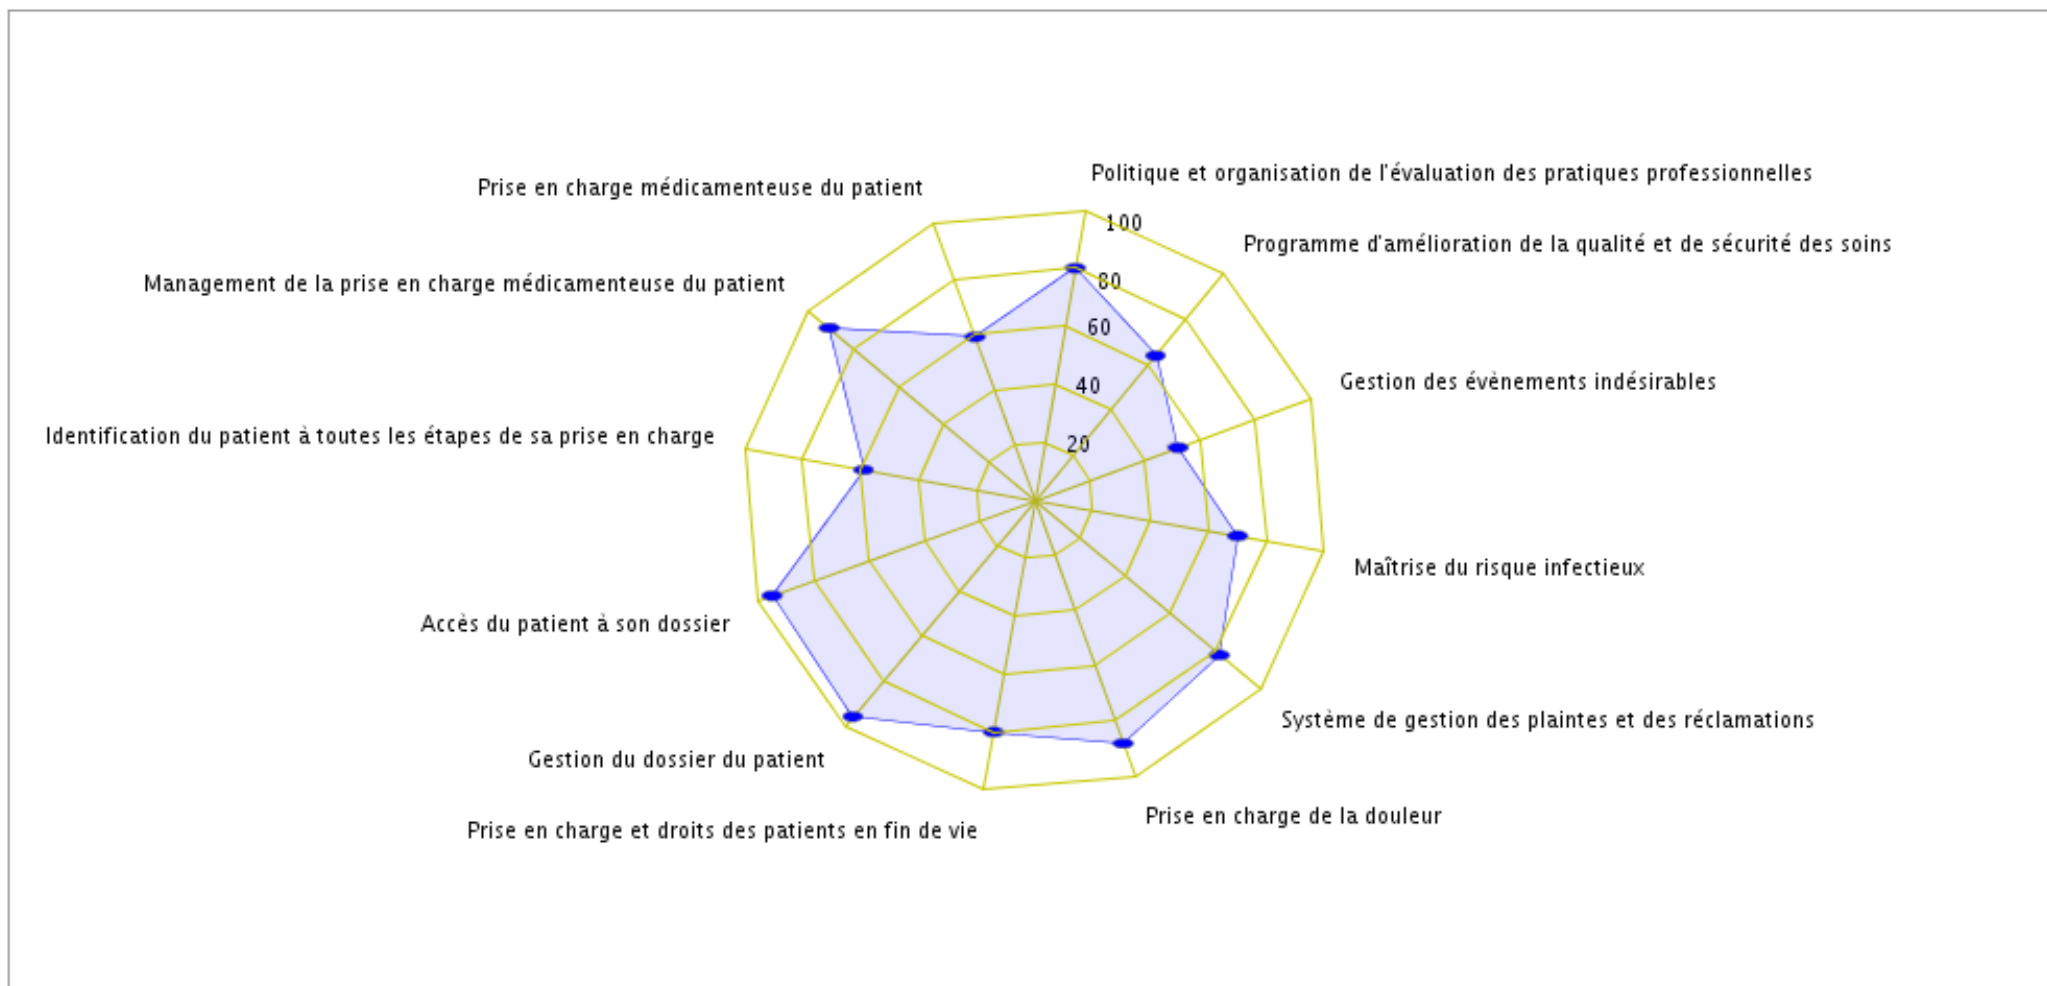 Politique et organisation de l'évaluation des pratiques professionnelles
Prise en charge médicamenteuse du patient
100
Programme d'amélioration de la qualité et de sécurité des soins
Management de la prise en charge médicamenteuse du patient
80
60
Gestion des évènements indésirables
40
Identification du patient à toutes les étapes de sa prise en charge
20
Maîtrise du risque infectieux
Accès du patient à son dossier
Système de gestion des plaintes et des réclamations
Gestion du dossier du patient
Prise en charge de la douleur
Prise en charge et droits des patients en fin de vie